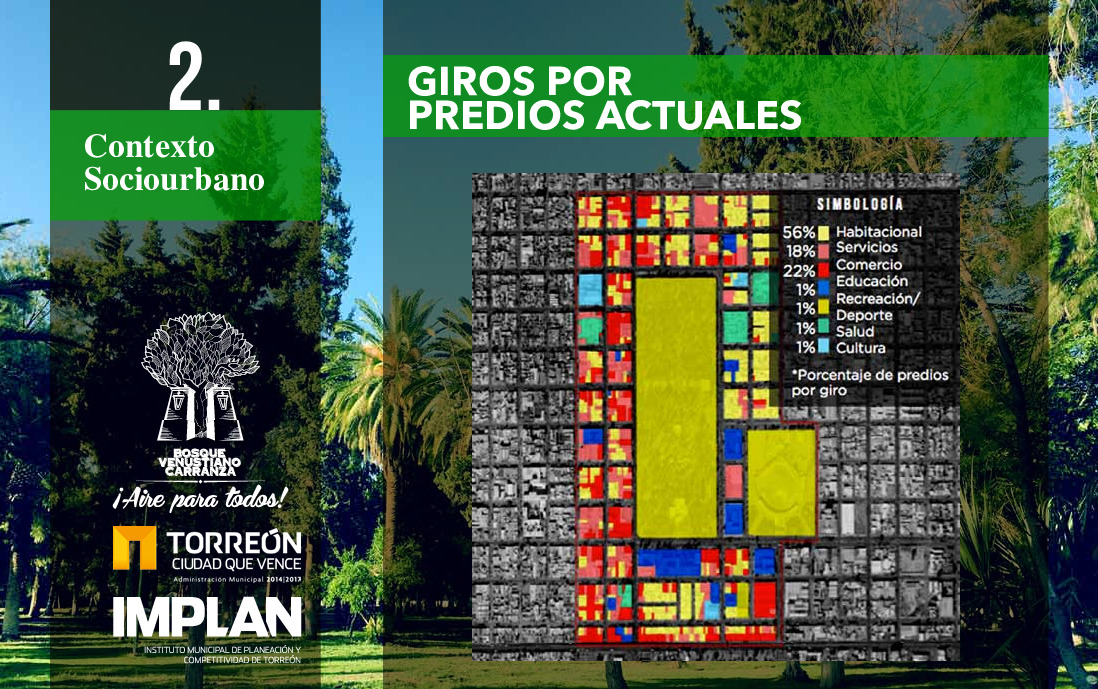 2.
Contexto
Sociourbano
BOSQUE
VENUSTIANO
CARRANZA
¡Aire para todos!
TORREÓN
CIUDAD QUE VENCE
Administración Municipal 2014|2017
IMPLAN
INSTITUTO MUNICIPAL DE PLANEACIÓN Y
COMPETITIVIDAD DE TORREÓN
GIROS POR
PREDIOS ACTUALES
SIMBOLOGÍA
56% Habitacional
18% Servicios
22% Comercio
1% Educación
1% Recreación/
Deporte
1% Salud
1% Cultura
*Porcentaje de predios
por giro